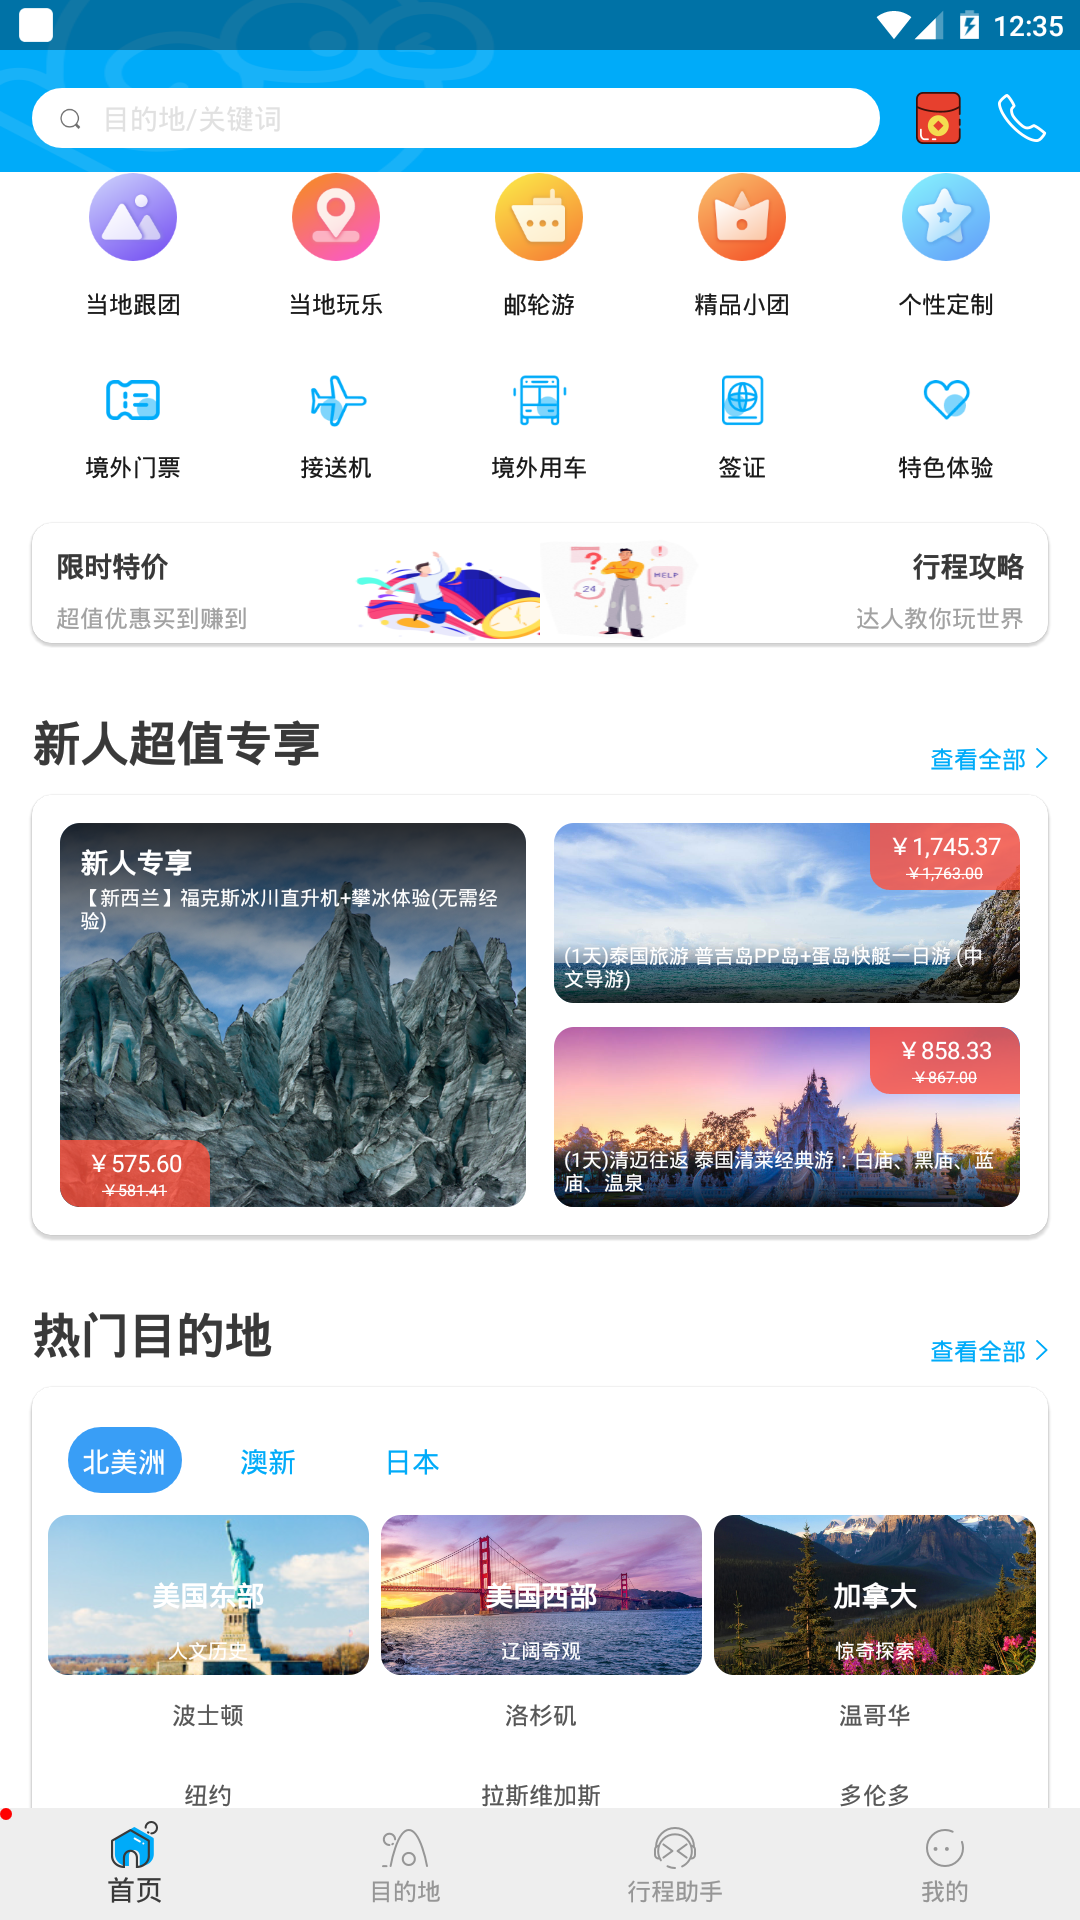 12:35
目的地/关键词
当地跟团
当地玩乐
邮轮游
精品小团
个性定制
境外门票
接送机
境外用车
签证
特色体验
限时特价
超值优惠买到赚到
24
HELP
行程攻略
达人教你玩世界
新人超值专享
查看全部
新人专享
【新西兰】福克斯冰川直升机+攀冰体验(无需经
验)
￥575.60
￥581.41
￥1,745.37
￥1,763.00
(1天)泰国旅游 普吉岛PP岛+蛋岛快艇一日游 (中
文导游)
￥858.33
￥867.00
(1天)清迈往返 泰国清莱经典游：白庙、黑庙、蓝
庙、温泉
热门目的地
查看全部
北美洲
澳新
日本
美国东部
人文历史
美国西部
辽阔奇观
加拿大
惊奇探索
波士顿
洛杉矶
温哥华
纽约
拉斯维加斯
多伦多
首页
目的地
行程助手
我的